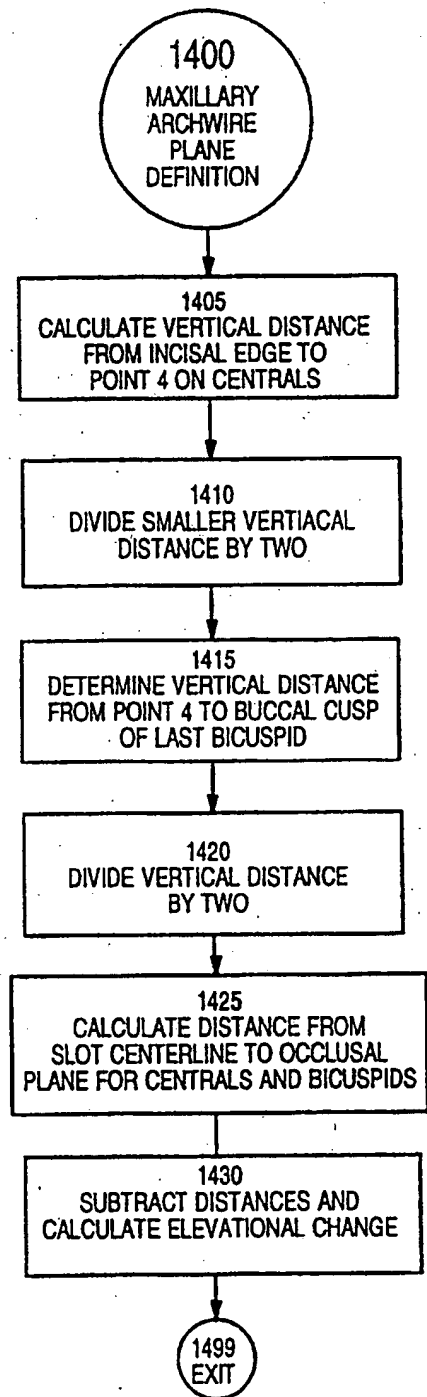 1400
MAXILLARY
ARCHWIRE
PLANE
DEFINITION
1405
CALCULATE VERTICAL DISTANCE
FROM INCISAL EDGE TO
POINT 4 ON CENTRALS
1410
DIVIDE SMALLER VERTIACAL
DISTANCE BY TWO
1415
DETERMINE VERTICAL DISTANCE
FROM POINT 4 TO BUCCAL CUSP
OF LAST BICUSPID
1420
DIVIDE VERTICAL DISTANCE
BY TWO
1425
CALCULATE DISTANCE FROM
SLOT CENTERLINE TO OCCLUSAL
PLANE FOR CENTRALS AND BICUSPIDS
1430
SUBTRACT DISTANCES AND
CALCULATE ELEVATIONAL CHANGE
1499
EXIT